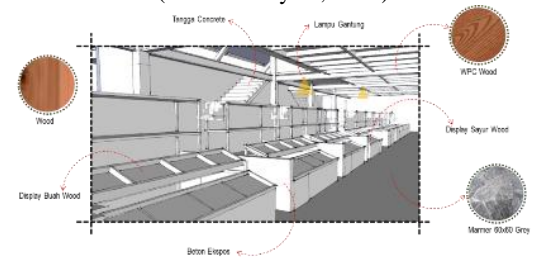 Tangga Concrete
Lampu Gantung
WPC Wood
Wood
Display Sayur Wood
Display Buah Wood
Marmer 60x60 Grey
Beton Ekspos